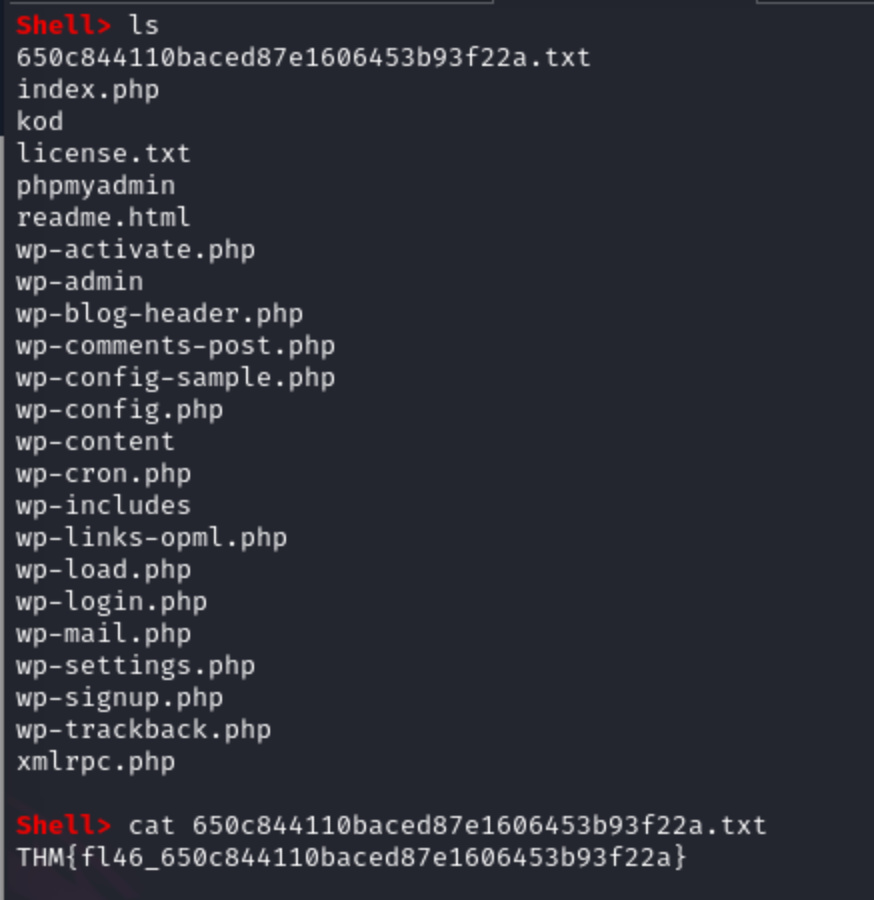 Shell> ls
650c844110baced87e1606453b93f22a.txt
index.php
kod
license.txt
phpmyadmin
readme.html
wp-activate.php
wp-admin
wp-blog-header.php
wp-comments-post.php
wp-config-sample.php
wp-config.php
wp-content
wp-cron.php
wp-includes
wp-links-opml.php
wp-load.php
wp-login.php
wp-mail.php
wp-settings.php
wp-signup.php
wp-trackback.php
xmlrpc.php
Shell> cat 650c844110baced87e1606453b93f22a.txt
THM{fl46_650c844110baced87e1606453b93f22a}